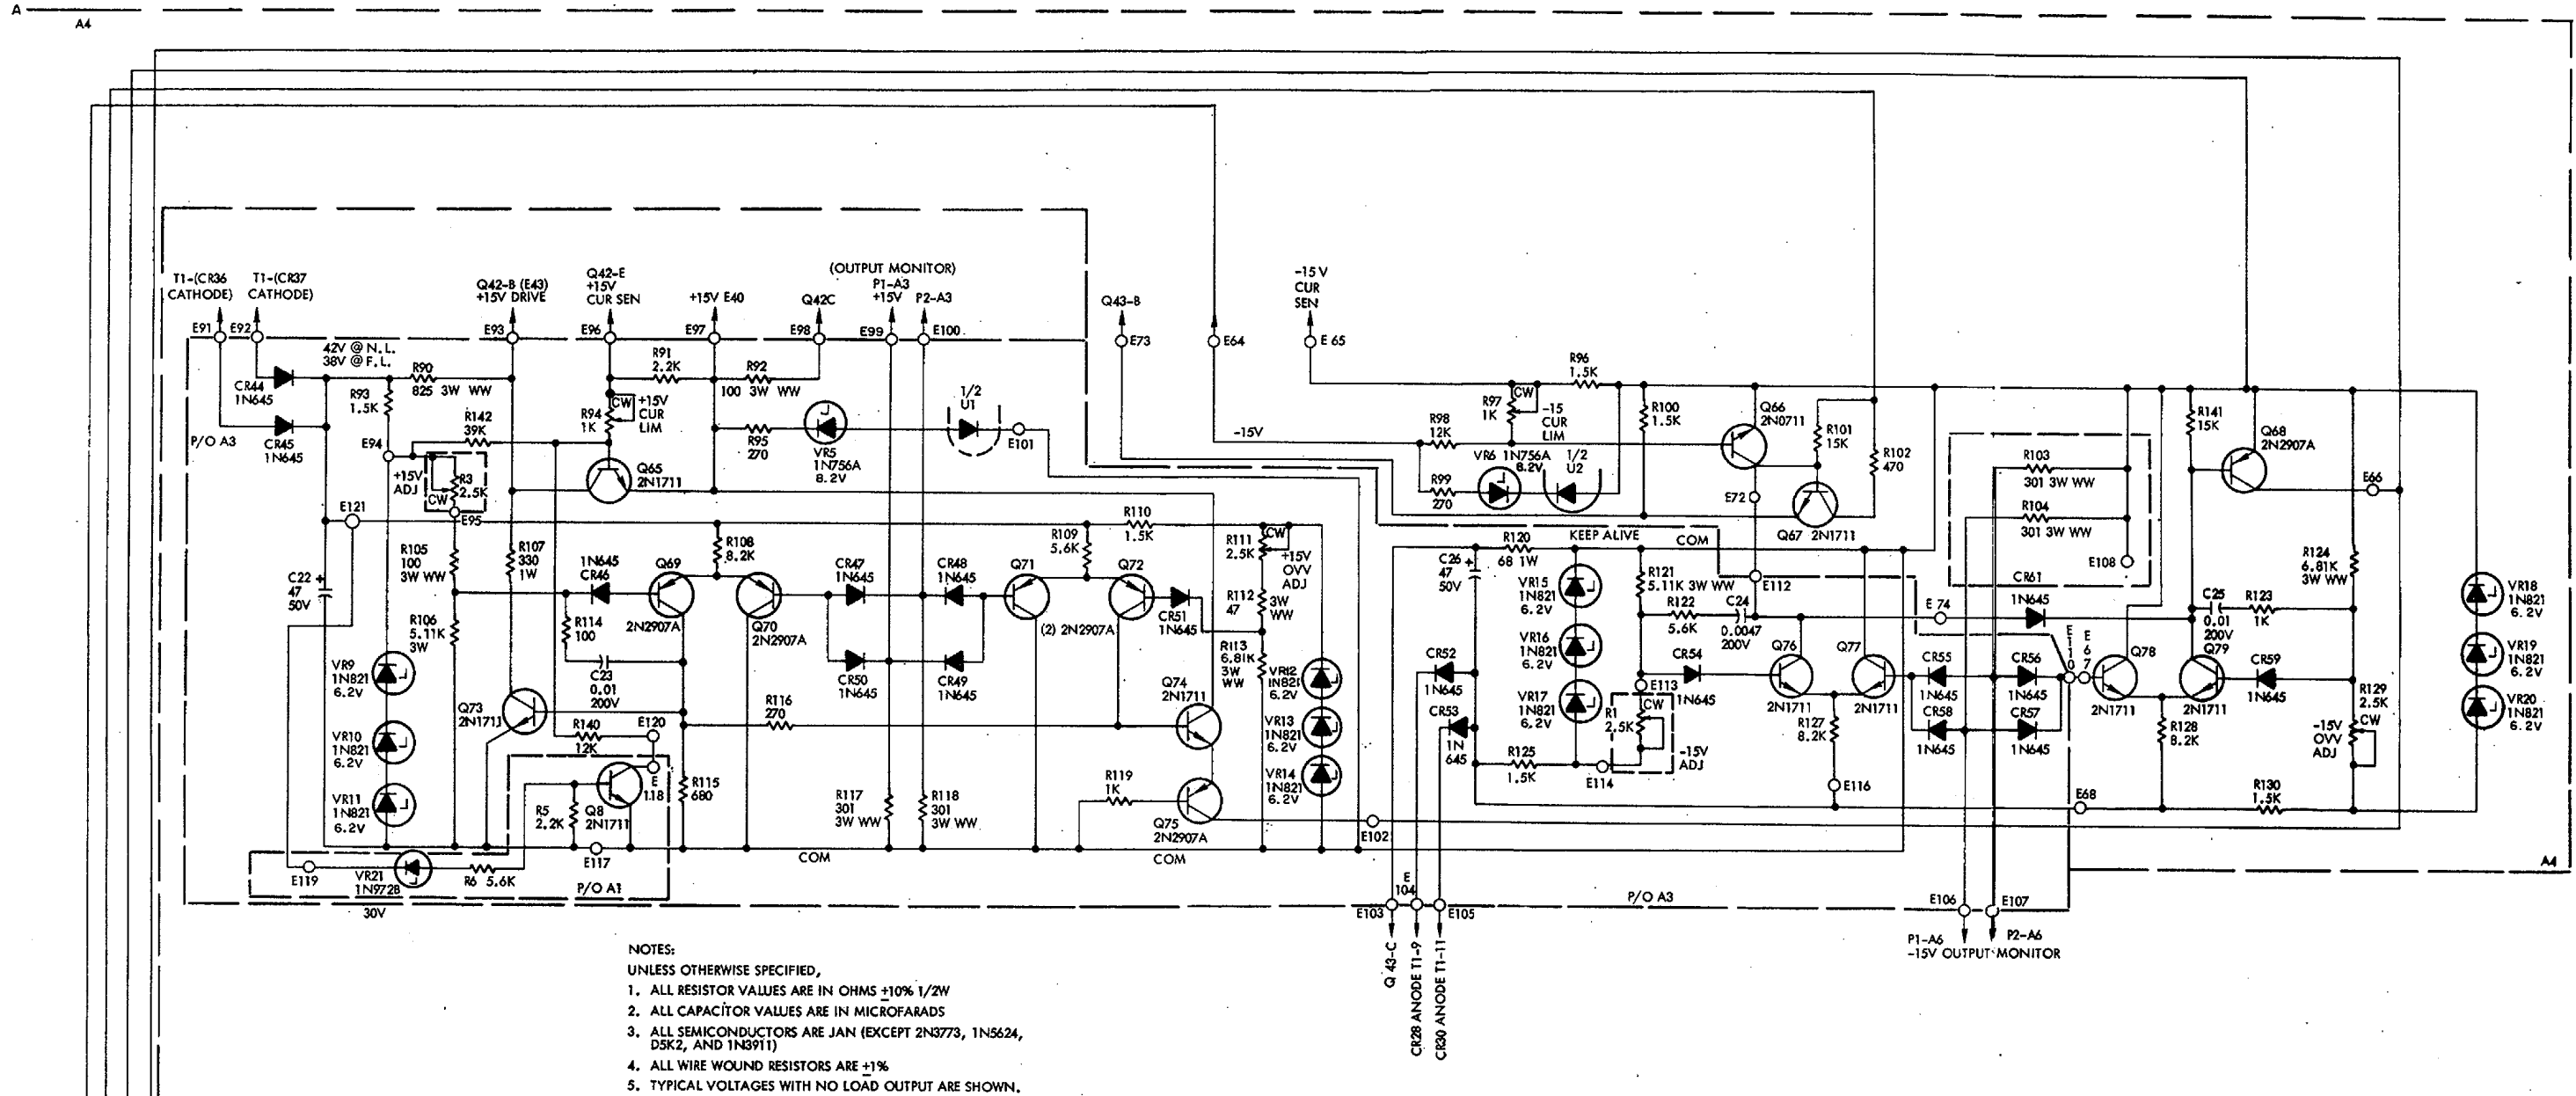 A
A4
T1-(CR36 CATHODE)
T1-(CR37 CATHODE)
Q42-B (E43)
+15V DRIVE
Q42-E
+15V
CUR SEN
+15V E40
Q42C
(OUTPUT MONITOR)
P1-A3
+15V
P2-A3
E91
E92
E93
E96
E97
E98
E99
E100
Q43-B
E73
E64
-15 V
CUR
SEN
E 65
42V @ N.L.
38V @ F.L.
CR44
1N645
CR45
1N645
P/O A3
R93
1.5K
R90
825 3W WW
R142
39K
E94
+15V
ADJ
CW
R3
2.5K
E95
R91
2.2K
R92
100 3W WW
R94
1K
CW
+15V
CUR
LIM
R95
270
VR5
1N756A
8.2V
1/2
U1
E101
Q65
2N1711
E121
C22
47
50V
+
R105
100
3W WW
R106
5.11K
3W
R107
330
1W
1N645
CR46
R114
100
C23
0.01
200V
Q69
2N2907A
R108
8.2K
Q70
2N2907A
CR47
1N645
CR48
1N645
CR50
1N645
CR49
1N645
Q71
Q72
(2) 2N2907A
R109
5.6K
R110
1.5K
CR51
1N645
R111
2.5K
CW
+15V
OVV
ADJ
R112
47
3W
WW
R113
6.81K
3W
WW
VR12
1N821
6.2V
VR13
1N821
6.2V
VR14
1N821
6.2V
VR9
1N821
6.2V
VR10
1N821
6.2V
VR11
1N821
6.2V
Q73
2N1711
R140
12K
E120
E
118
R116
270
R115
680
R5
2.2K
Q8
2N1711
E117
E119
VR21
1N972B
30V
R6 5.6K
P/O A1
R117
301
3W WW
R118
301
3W WW
R119
1K
Q74
2N1711
Q75
2N2907A
COM
COM
E102
-15V
R98
12K
R99
270
R97
1K
CW
-15
CUR
LIM
R96
1.5K
VR6 1N756A
8.2V
1/2
U2
R100
1.5K
Q66
2N0711
R101
15K
R102
470
E72
Q67 2N1711
KEEP ALIVE
COM
C26
47
50V
+
R120
68 1W
VR15
1N821
6.2V
VR16
1N821
6.2V
VR17
1N821
6.2V
R121
5.11K 3W WW
R122
5.6K
C24
0.0047
200V
E112
CR52
1N645
CR53
1N
645
R125
1.5K
E114
E113
R1
2.5K
CW
-15V
ADJ
CR54
1N645
Q76
2N1711
Q77
2N1711
R127
8.2K
E116
CR55
1N645
CR56
1N645
CR58
1N645
CR57
1N645
E 74
CR61
1N645
R103
301 3W WW
R104
301 3W WW
E108
E
1
1
0
E
6
7
Q78
2N1711
Q79
2N1711
R128
8.2K
E68
R141
15K
Q68
2N2907A
E66
C25
0.01
200V
R123
1K
CR59
1N645
R124
6.81K
3W WW
R129
2.5K
CW
-15V
OVV
ADJ
R130
1.5K
VR18
1N821
6.2V
VR19
1N821
6.2V
VR20
1N821
6.2V
A4
P/O A3
E103
E
104
E105
Q 43-C
CR28 ANODE T1-9
CR30 ANODE T1-11
E106
E107
P1-A6
P2-A6
-15V OUTPUT MONITOR
NOTES:
UNLESS OTHERWISE SPECIFIED,
1. ALL RESISTOR VALUES ARE IN OHMS ±10% 1/2W
2. ALL CAPACITOR VALUES ARE IN MICROFARADS
3. ALL SEMICONDUCTORS ARE JAN (EXCEPT 2N3773, 1N5624,
D5K2, AND 1N3911)
4. ALL WIRE WOUND RESISTORS ARE ±1%
5. TYPICAL VOLTAGES WITH NO LOAD OUTPUT ARE SHOWN.